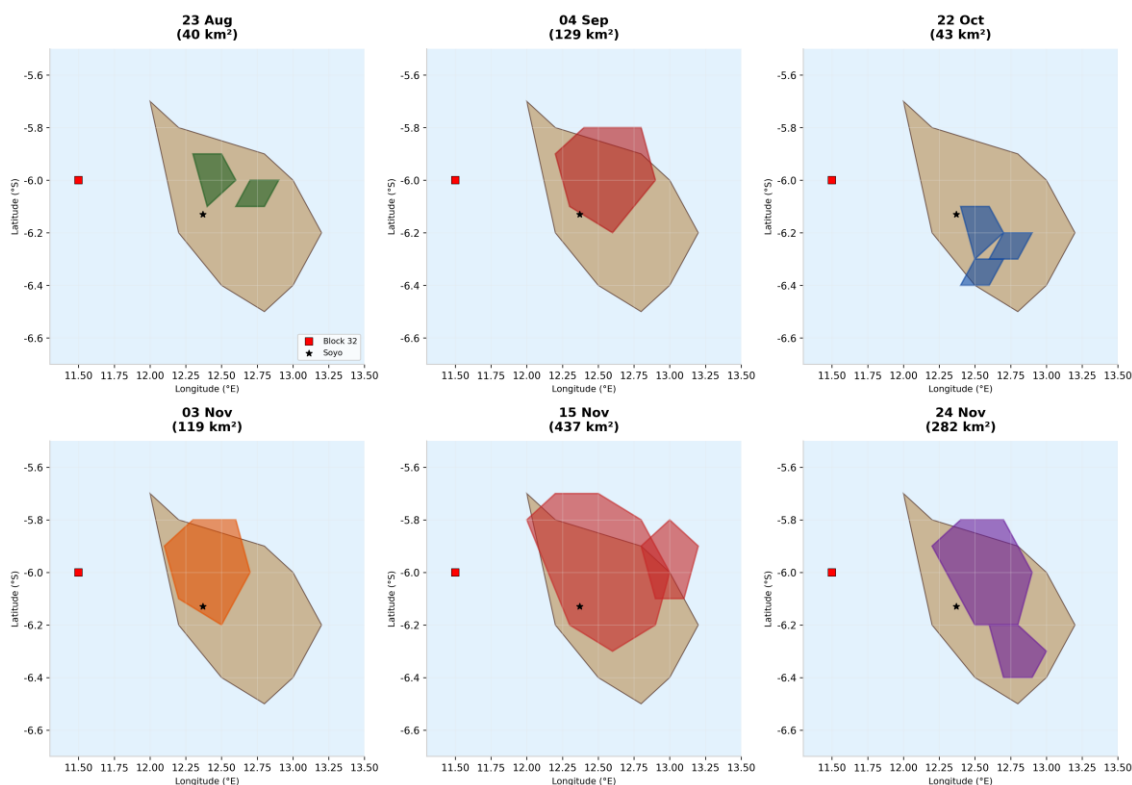 23 Aug
(40 km²)
04 Sep
(129 km²)
22 Oct
(43 km²)
Latitude (°S)
-5.6
-5.8
-6.0
-6.2
-6.4
-6.6
Block 32
Soyo
11.50 11.75 12.00 12.25 12.50 12.75 13.00 13.25 13.50
Longitude (°E)
Latitude (°S)
-5.6
-5.8
-6.0
-6.2
-6.4
-6.6
11.50 11.75 12.00 12.25 12.50 12.75 13.00 13.25 13.50
Longitude (°E)
Latitude (°S)
-5.6
-5.8
-6.0
-6.2
-6.4
-6.6
11.50 11.75 12.00 12.25 12.50 12.75 13.00 13.25 13.50
Longitude (°E)
03 Nov
(119 km²)
15 Nov
(437 km²)
24 Nov
(282 km²)
Latitude (°S)
-5.6
-5.8
-6.0
-6.2
-6.4
-6.6
11.50 11.75 12.00 12.25 12.50 12.75 13.00 13.25 13.50
Longitude (°E)
Latitude (°S)
-5.6
-5.8
-6.0
-6.2
-6.4
-6.6
11.50 11.75 12.00 12.25 12.50 12.75 13.00 13.25 13.50
Longitude (°E)
Latitude (°S)
-5.6
-5.8
-6.0
-6.2
-6.4
-6.6
11.50 11.75 12.00 12.25 12.50 12.75 13.00 13.25 13.50
Longitude (°E)